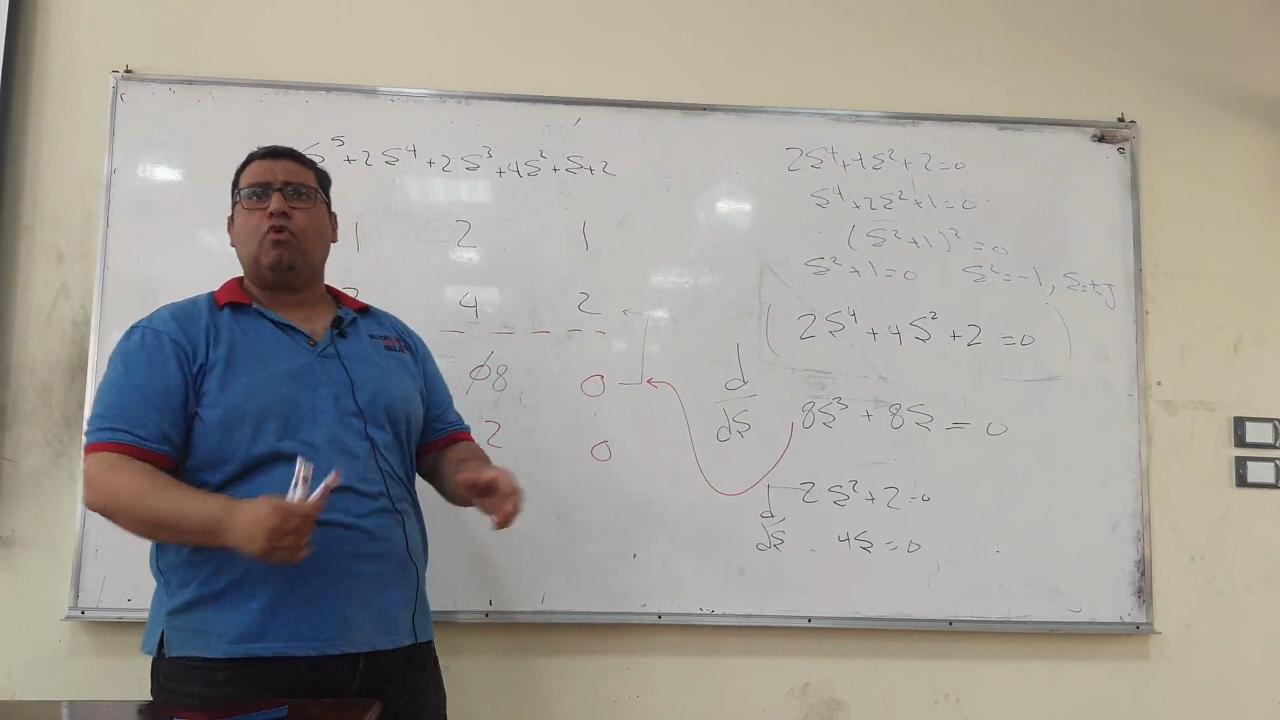 S⁵+2S⁴+2S³+4S²+S+2
1 2 1
2 4 2
0 8 0
2 0
2S⁴+4S²+2=0
S⁴+2S²+1=0
(S²+1)²=0
S²+1=0 S²=-1, S=±J
(2S⁴+4S²+2=0)
d/dS 8S³+8S=0
2S²+2=0
d/dS 4S=0